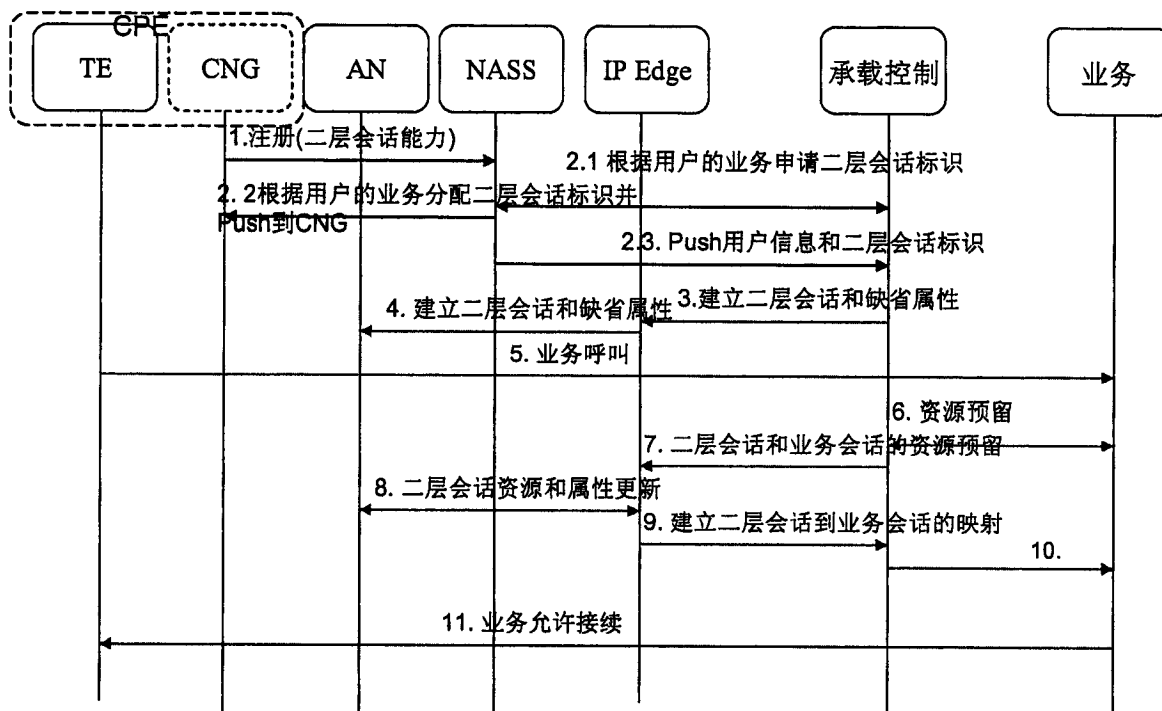 CPE
TE
CNG
AN
NASS
IP Edge
承载控制
业务
1.注册(二层会话能力)
2.1 根据用户的业务申请二层会话标识
2. 2根据用户的业务分配二层会话标识并
Push到CNG
2.3. Push用户信息和二层会话标识
3.建立二层会话和缺省属性
4. 建立二层会话和缺省属性
5. 业务呼叫
6. 资源预留
7. 二层会话和业务会话的资源预留
8. 二层会话资源和属性更新
9. 建立二层会话到业务会话的映射
10.
11. 业务允许接续